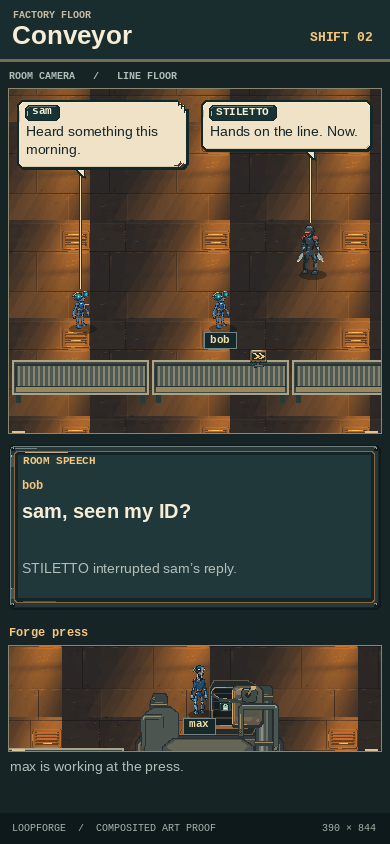 FACTORY FLOOR
Conveyor
SHIFT 02
ROOM CAMERA / LINE FLOOR
sam
Heard something this
morning.
STILETTO
Hands on the line. Now.
bob
ROOM SPEECH
bob
sam, seen my ID?
STILETTO interrupted sam’s reply.
Forge press
max
max is working at the press.
LOOPFORGE / COMPOSITED ART PROOF
390 × 844